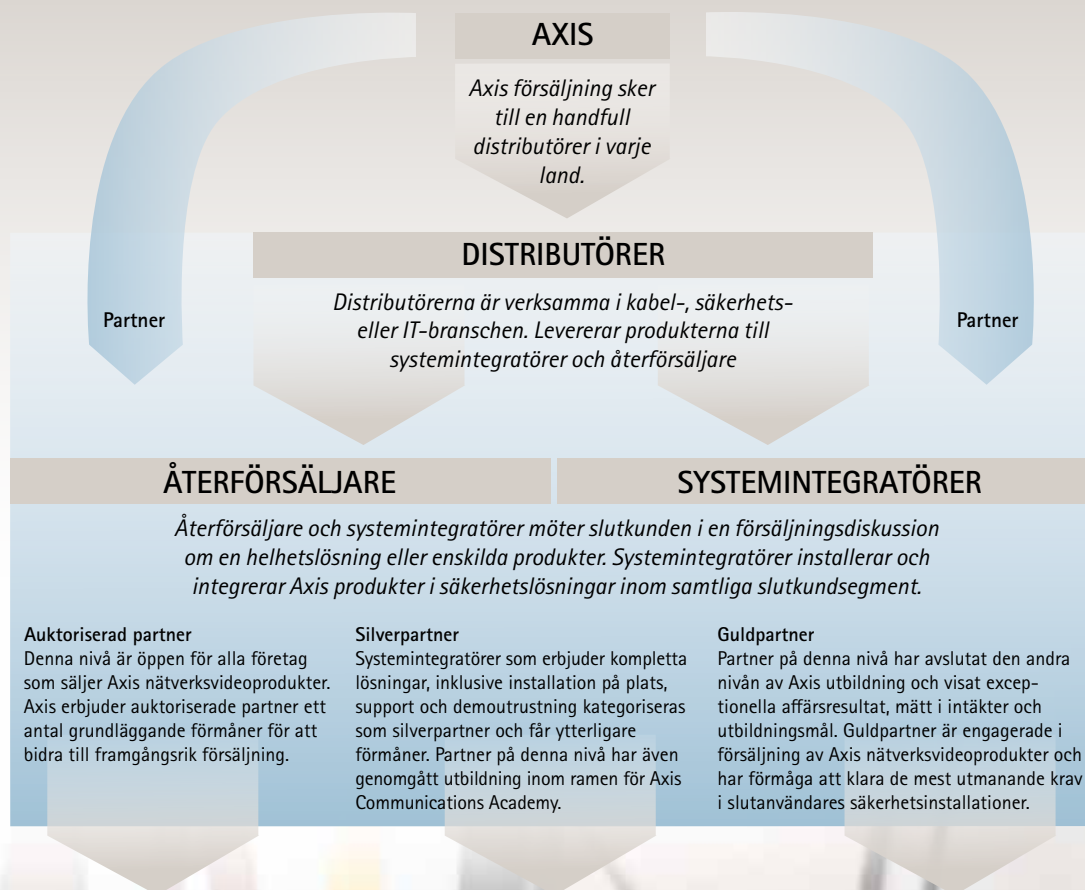 AXIS
Axis försäljning sker
till en handfull
distributörer i varje
land.
DISTRIBUTÖRER
Distributörerna är verksamma i kabel-, säkerhets-
eller IT-branschen. Levererar produkterna till
systemintegratörer och återförsäljare
Partner
Partner
ÅTERFÖRSÄLJARE
SYSTEMINTEGRATÖRER
Återförsäljare och systemintegratörer möter slutkunden i en försäljningsdiskussion
om en helhetslösning eller enskilda produkter. Systemintegratörer installerar och
integrerar Axis produkter i säkerhetslösningar inom samtliga slutkundsegment.
Auktoriserad partner
Denna nivå är öppen för alla företag
som säljer Axis nätverksvideoprodukter.
Axis erbjuder auktoriserade partner ett
antal grundläggande förmåner för att
bidra till framgångsrik försäljning.
Silverpartner
Systemintegratörer som erbjuder kompletta
lösningar, inklusive installation på plats,
support och demoutrustning kategoriseras
som silverpartner och får ytterligare
förmåner. Partner på denna nivå har även
genomgått utbildning inom ramen för Axis
Communications Academy.
Guldpartner
Partner på denna nivå har avslutat den andra
nivån av Axis utbildning och visat excep-
tionella affärsresultat, mätt i intäkter och
utbildningsmål. Guldpartner är engagerade i
försäljning av Axis nätverksvideoprodukter och
har förmåga att klara de mest utmanande krav
i slutanvändares säkerhetsinstallationer.